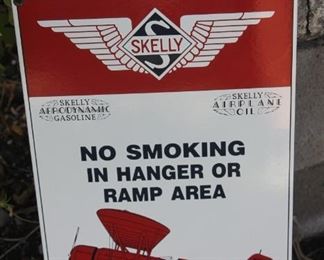 S
SKELLY
SKELLY
AERODYNAMIC
GASOLINE
SKELLY
AIRPLANE
OIL
NO SMOKING
IN HANGER OR
RAMP AREA